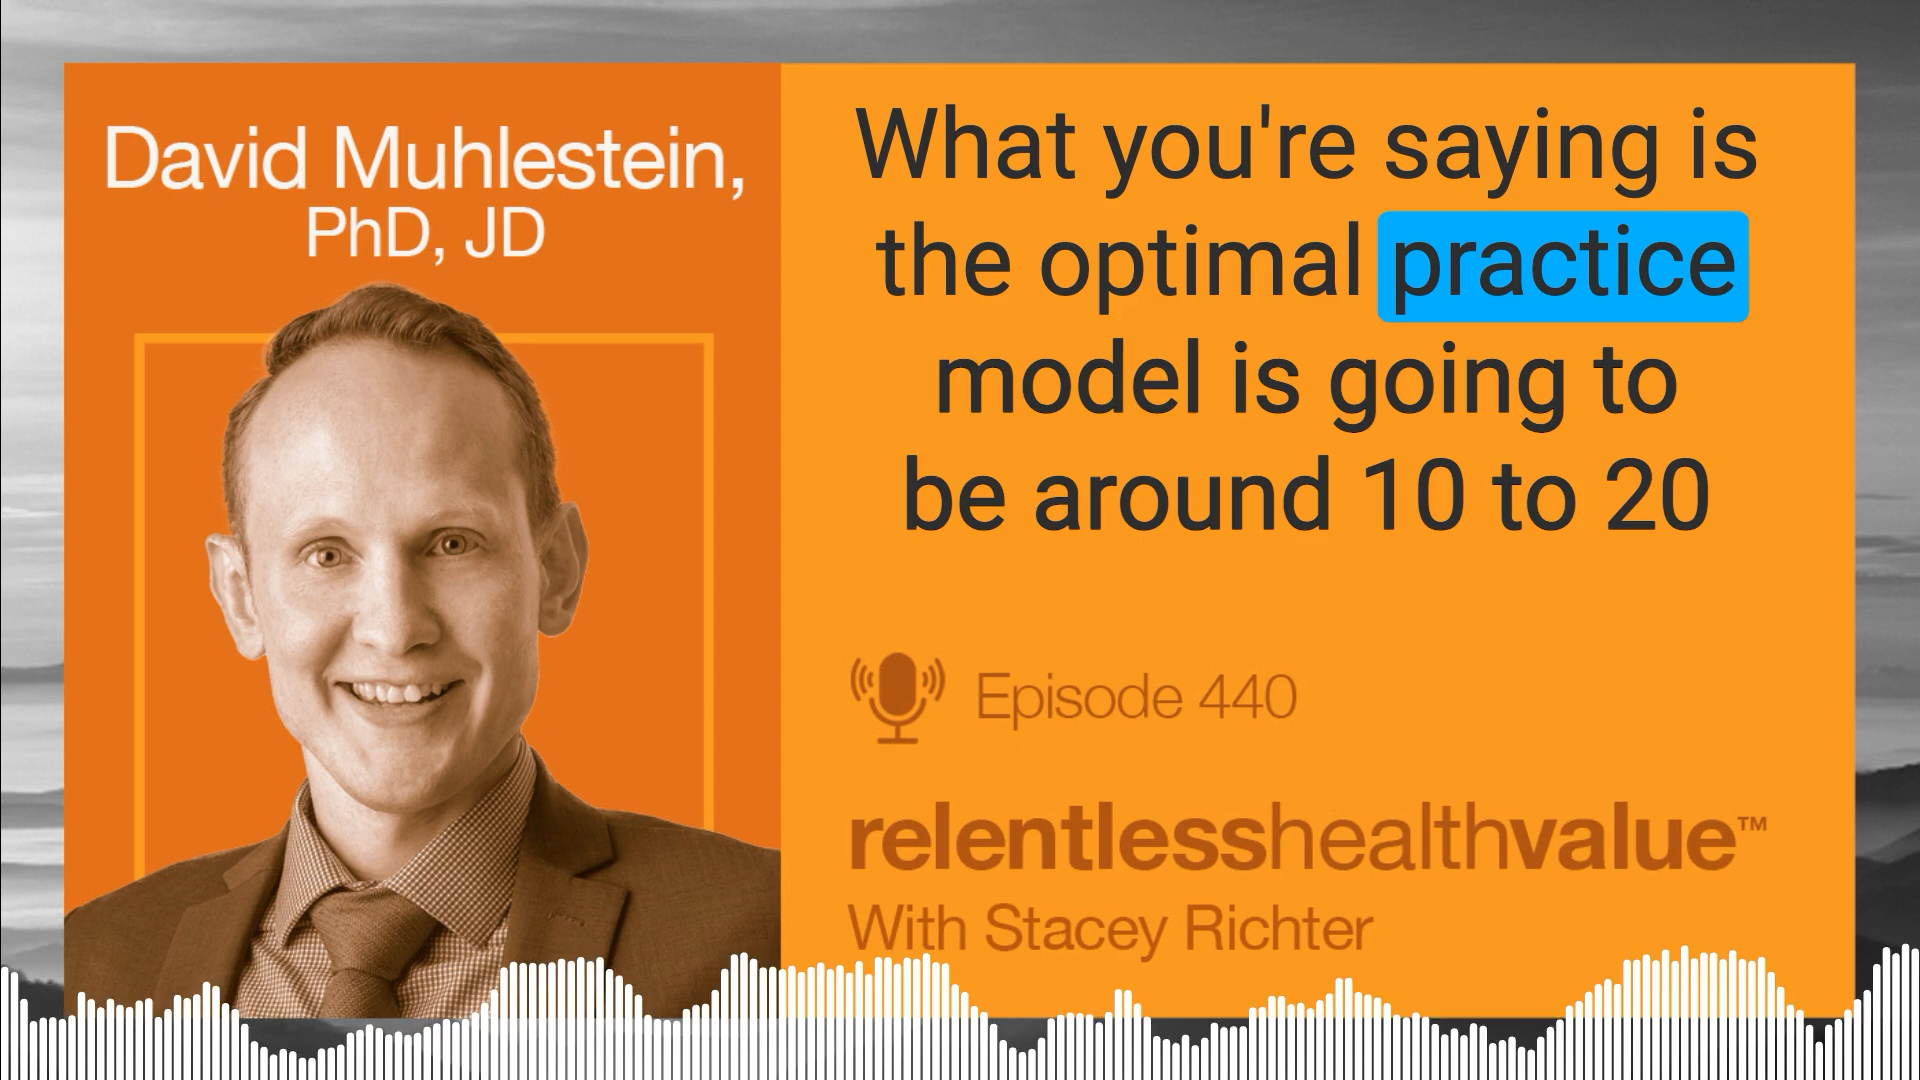 David Muhlestein,
PhD, JD
What you're saying is
the optimal practice
model is going to
be around 10 to 20
Episode 440
relentlesshealthvalue™
With Stacey Richter